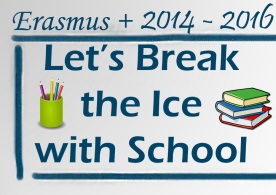 Erasmus + 2014 - 2016
Let's Break
the Ice
with School